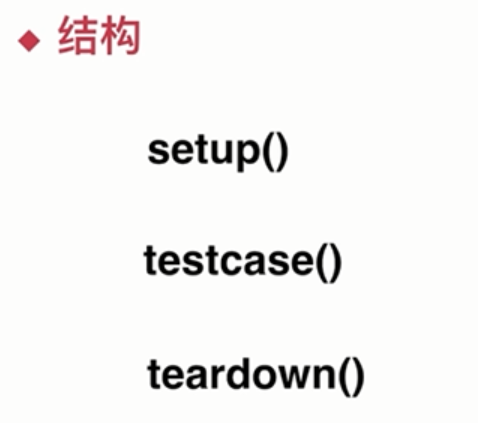 结构
setup()
testcase()
teardown()